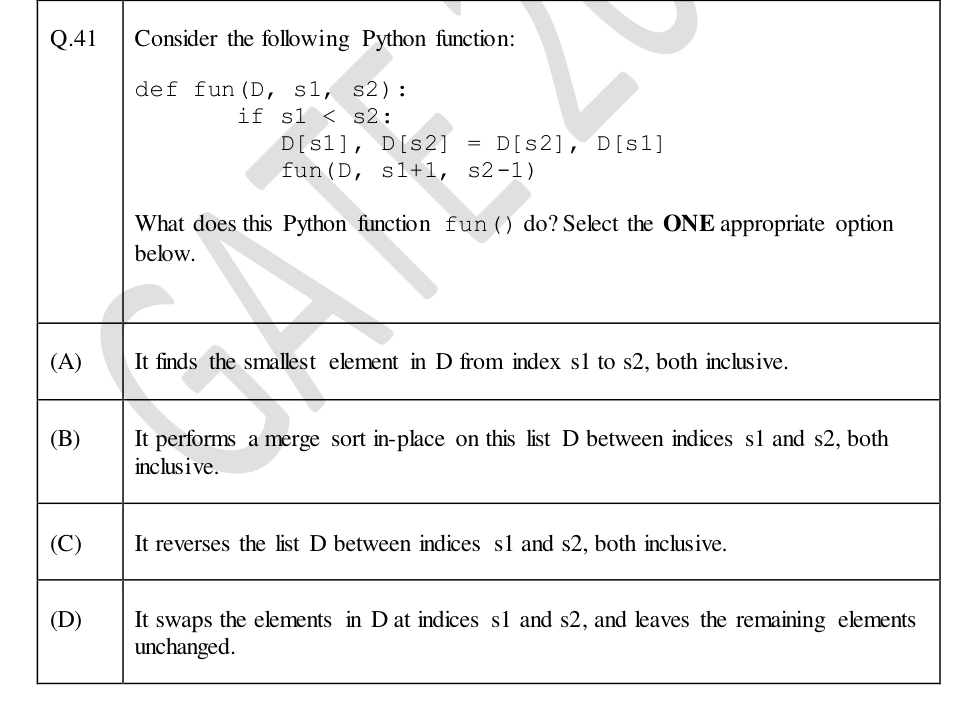 Q.41 Consider the following Python function:
def fun(D, s1, s2):
if s1 < s2:
D[s1], D[s2] = D[s2], D[s1]
fun(D, s1+1, s2-1)
What does this Python function fun() do? Select the ONE appropriate option
below.
(A) It finds the smallest element in D from index s1 to s2, both inclusive.
(B) It performs a merge sort in-place on this list D between indices s1 and s2, both
inclusive.
(C) It reverses the list D between indices s1 and s2, both inclusive.
(D) It swaps the elements in D at indices s1 and s2, and leaves the remaining elements
unchanged.
GATE 20